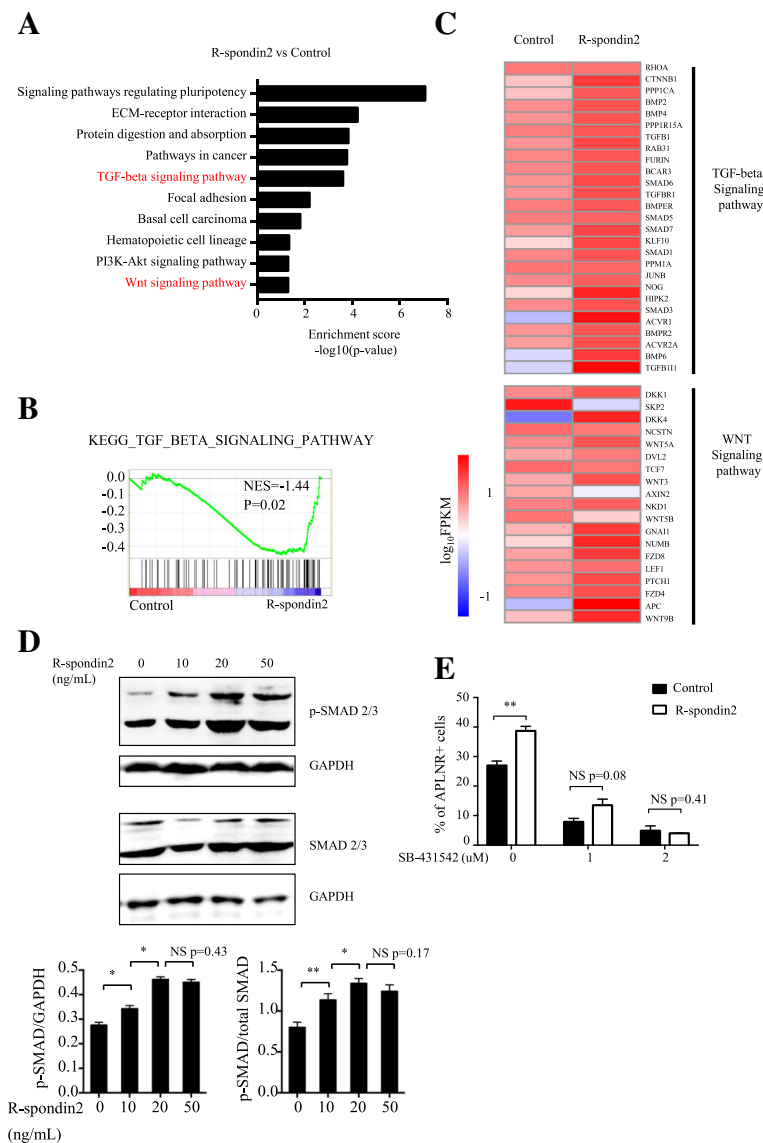 A
R-spondin2 vs Control
Signaling pathways regulating pluripotency
ECM-receptor interaction
Protein digestion and absorption
Pathways in cancer
TGF-beta signaling pathway
Focal adhesion
Basal cell carcinoma
Hematopoietic cell lineage
PI3K-Akt signaling pathway
Wnt signaling pathway
0 2 4 6 8
Enrichment score
-log10(p-value)
B
KEGG_TGF_BETA_SIGNALING_PATHWAY
NES=-1.44
P=0.02
0.0
-0.1
-0.2
-0.3
-0.4
Control R-spondin2
C
Control R-spondin2
RHOA
CTNNB1
PPP1CA
BMP2
BMP4
PPP1R15A
TGFB1
RAB31
FURIN
BCAR3
SMAD6
TGFBR1
BMPER
SMAD5
SMAD7
KLF10
SMAD1
PPM1A
JUNB
NOG
HIPK2
SMAD3
ACVR1
BMPR2
ACVR2A
BMP6
TGFB1I1
TGF-beta
Signaling
pathway
DKK1
SKP2
DKK4
NCSTN
WNT5A
DVL2
TCF7
WNT3
AXIN2
NKD1
WNT5B
GNAI1
NUMB
FZD8
LEF1
PTCH1
FZD4
APC
WNT9B
WNT
Signaling
pathway
log10FPKM
1
-1
D
R-spondin2 0 10 20 50
(ng/mL)
p-SMAD 2/3
GAPDH
SMAD 2/3
GAPDH
p-SMAD/GAPDH
0.5
0.4
0.3
0.2
0.1
0.0
* * NS p=0.43
p-SMAD/total SMAD
1.5
1.0
0.5
0.0
** * NS p=0.17
R-spondin2 0 10 20 50 0 10 20 50
(ng/mL)
E
Control
R-spondin2
% of APLNR+ cells
50
40
30
20
10
0
**
NS p=0.08
NS p=0.41
SB-431542 (uM) 0 1 2